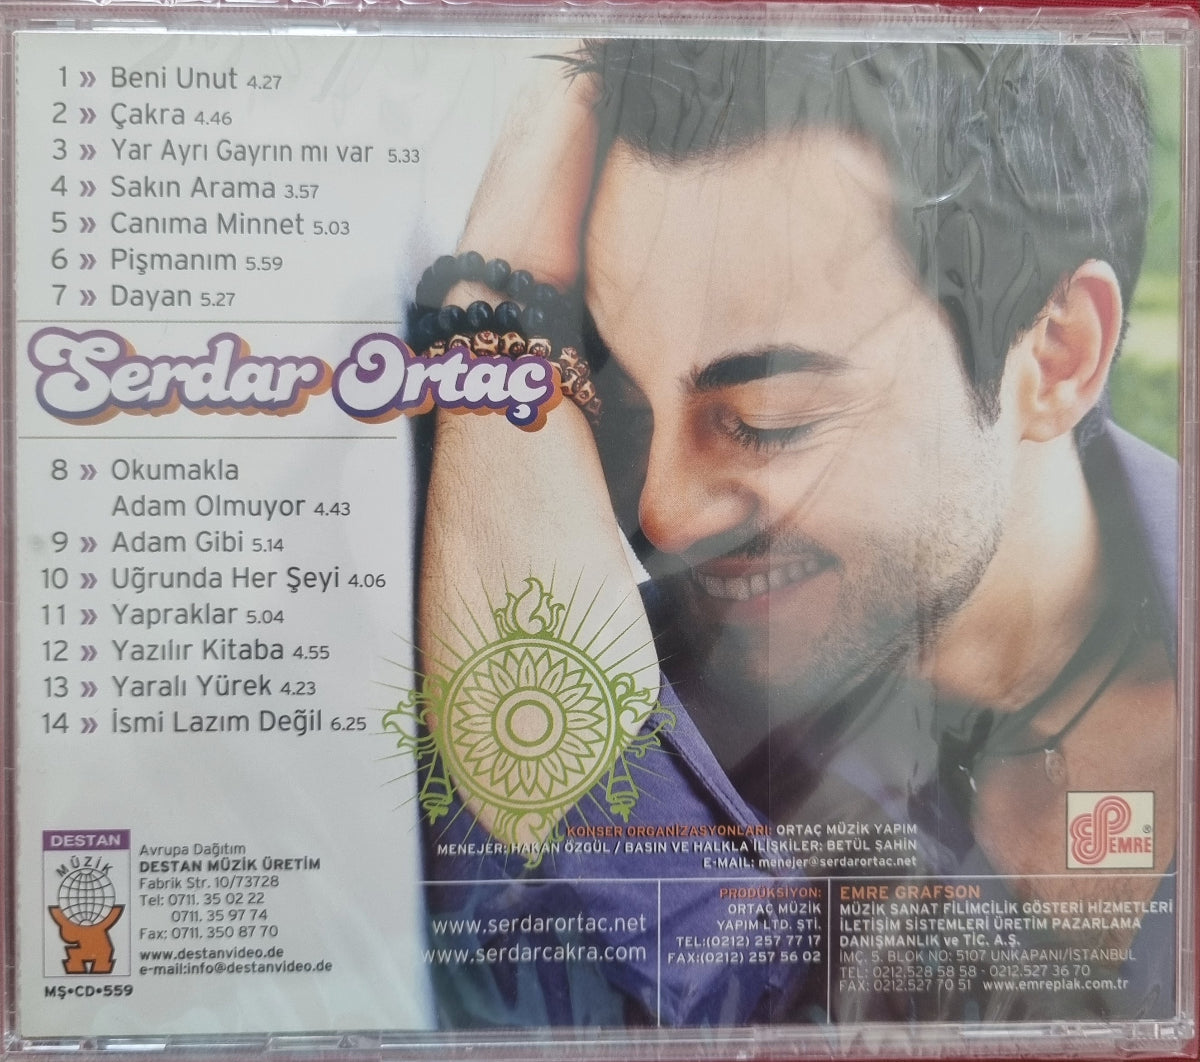 1 » Beni Unut 4.27
2 » Çakra 4.46
3 » Yar Ayrı Gayrın mı var 5.33
4 » Sakın Arama 3.57
5 » Canıma Minnet 5.03
6 » Pişmanım 5.59
7 » Dayan 5.27
Serdar Ortaç
8 » Okumakla
Adam Olmuyor 4.43
9 » Adam Gibi 5.14
10 » Uğrunda Her Şeyi 4.06
11 » Yapraklar 5.04
12 » Yazılır Kitaba 4.55
13 » Yaralı Yürek 4.23
14 » İsmi Lazım Değil 6.25
DESTAN
MÜZİK
Avrupa Dağıtım
DESTAN MÜZİK ÜRETİM
Fabrik Str. 10/73728
Tel: 0711. 35 02 22
0711. 35 97 74
Fax: 0711. 350 87 70
www.destanvideo.de
e-mail:info@destanvideo.de
MŞ•CD•559
KONSER ORGANİZASYONLARI: ORTAÇ MÜZİK YAPIM
MENEJER: HAKAN ÖZGÜL / BASIN VE HALKLA İLİŞKİLER: BETÜL ŞAHİN
E-MAIL: menejer@serdarortac.net
EMRE®
www.serdarortac.net
www.serdarcakra.com
PRODÜKSİYON:
ORTAÇ MÜZİK
YAPIM LTD. ŞTİ.
TEL:(0212) 257 77 17
FAX:(0212) 257 56 02
EMRE GRAFSON
MÜZİK SANAT FİLİMCİLİK GÖSTERİ HİZMETLERİ
İLETİŞİM SİSTEMLERİ ÜRETİM PAZARLAMA
DANIŞMANLIK ve TİC. A.Ş.
İMÇ. 5. BLOK NO: 5107 UNKAPANI/İSTANBUL
TEL: 0212.528 58 58 - 0212.527 36 70
FAX: 0212.527 70 51 www.emreplak.com.tr